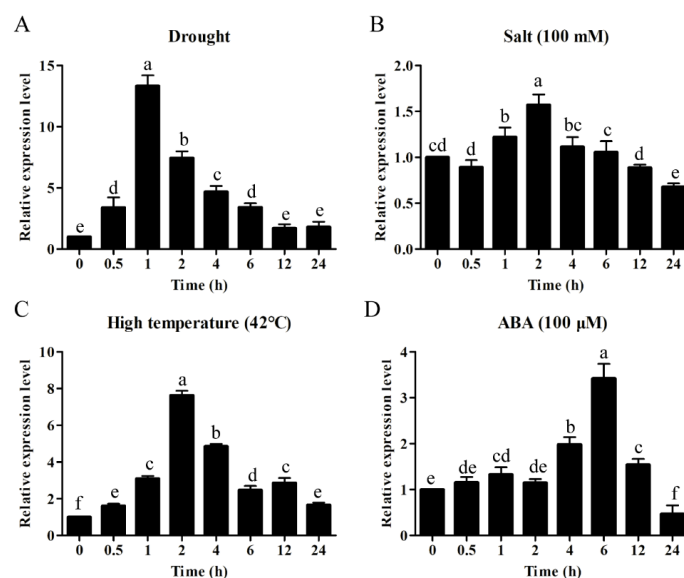 A
Drought
Relative expression level
15
10
5
0
e
d
a
b
c
d
e
e
0 0.5 1 2 4 6 12 24
Time (h)
B
Salt (100 mM)
Relative expression level
2.0
1.5
1.0
0.5
0.0
cd
d
b
a
bc
c
d
e
0 0.5 1 2 4 6 12 24
Time (h)
C
High temperature (42°C)
Relative expression level
10
8
6
4
2
0
f
e
c
a
b
d
c
e
0 0.5 1 2 4 6 12 24
Time (h)
D
ABA (100 μM)
Relative expression level
4
3
2
1
0
e
de
cd
de
b
a
c
f
0 0.5 1 2 4 6 12 24
Time (h)